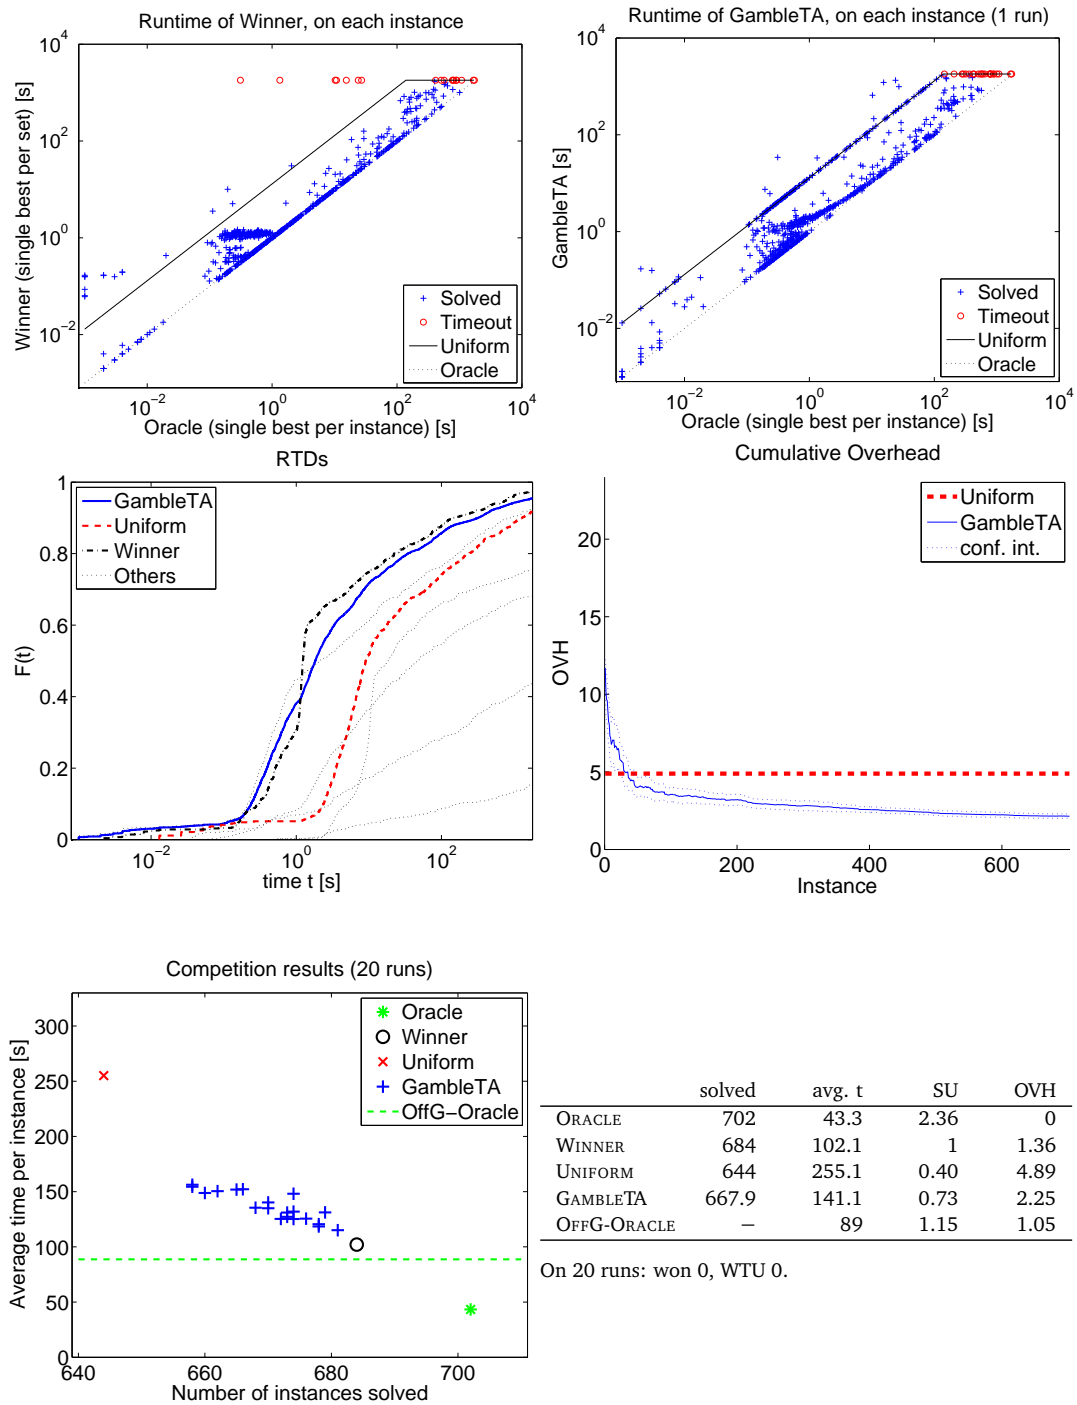 Runtime of Winner, on each instance
10^4
10^2
10^0
10^−2
Winner (single best per set) [s]
Solved
Timeout
Uniform
Oracle
10^−2 10^0 10^2 10^4
Oracle (single best per instance) [s]
Runtime of GambleTA, on each instance (1 run)
10^4
10^2
10^0
10^−2
GambleTA [s]
Solved
Timeout
Uniform
Oracle
10^−2 10^0 10^2 10^4
Oracle (single best per instance) [s]
RTDs
1
0.8
0.6
0.4
0.2
0
F(t)
GambleTA
Uniform
Winner
Others
10^−2 10^0 10^2
time t [s]
Cumulative Overhead
20
15
10
5
0
OVH
Uniform
GambleTA
conf. int.
0 200 400 600
Instance
Competition results (20 runs)
300
250
200
150
100
50
0
Average time per instance [s]
Oracle
Winner
Uniform
GambleTA
OffG−Oracle
640 660 680 700
Number of instances solved
solved avg. t SU OVH
ORACLE 702 43.3 2.36 0
WINNER 684 102.1 1 1.36
UNIFORM 644 255.1 0.40 4.89
GAMBLETA 667.9 141.1 0.73 2.25
OFFG-ORACLE – 89 1.15 1.05
On 20 runs: won 0, WTU 0.